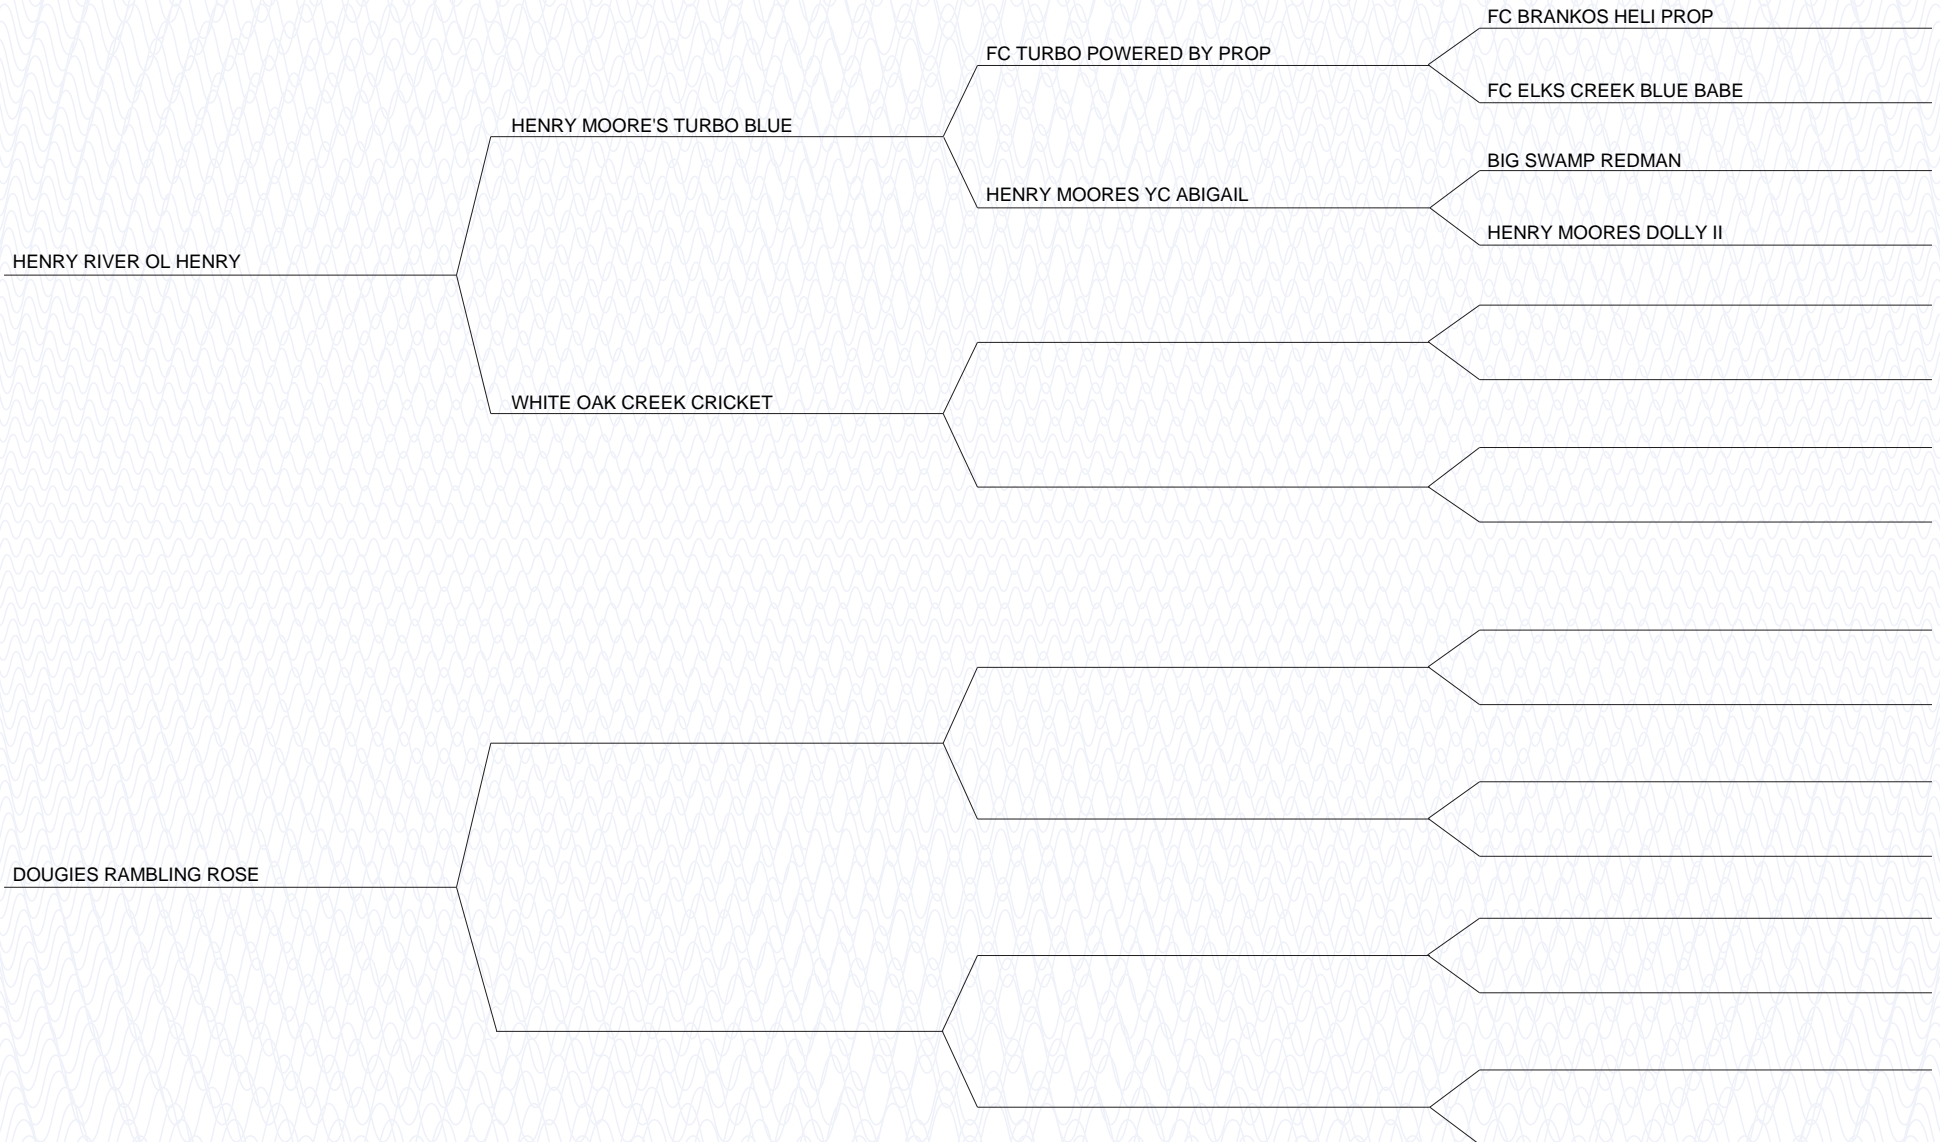 FC BRANKOS HELI PROP
FC TURBO POWERED BY PROP
FC ELKS CREEK BLUE BABE
HENRY MOORE'S TURBO BLUE
BIG SWAMP REDMAN
HENRY MOORES YC ABIGAIL
HENRY MOORES DOLLY II
HENRY RIVER OL HENRY
WHITE OAK CREEK CRICKET
DOUGIES RAMBLING ROSE